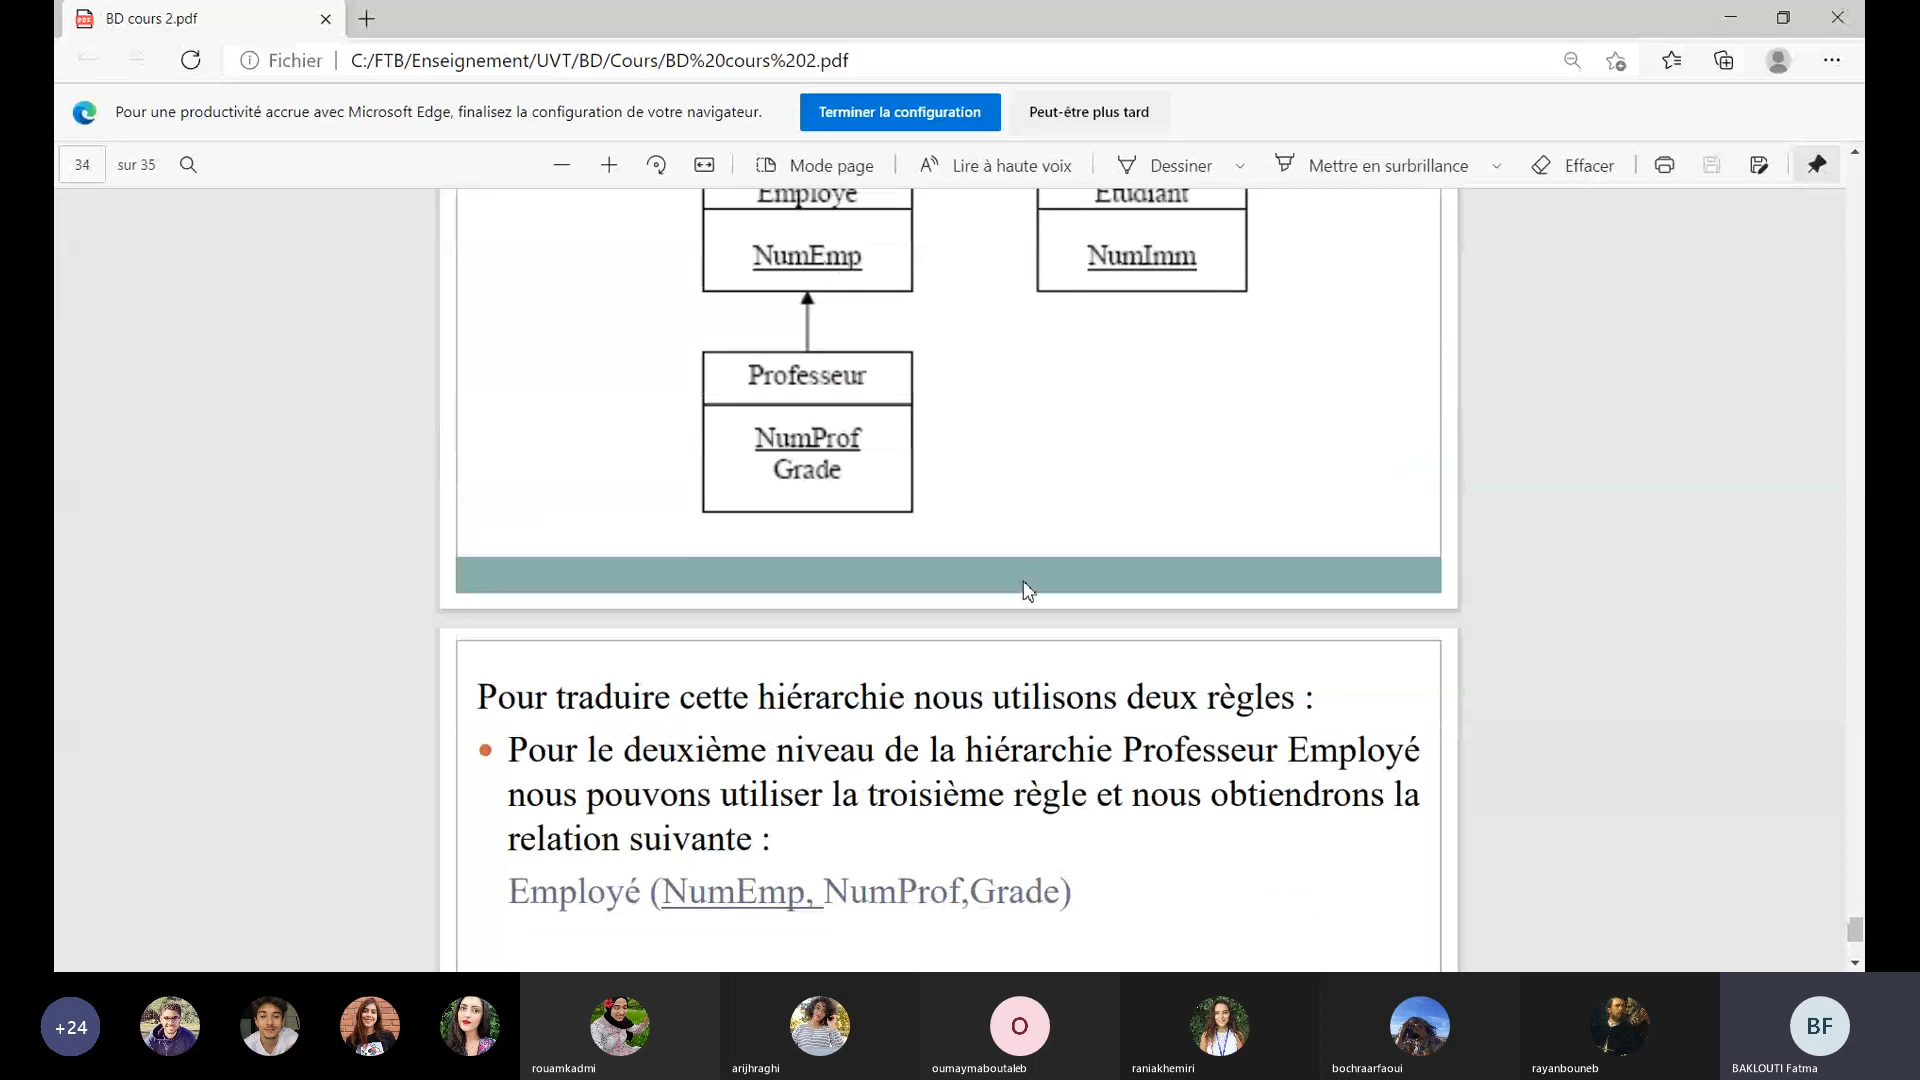 BD cours 2.pdf
Fichier
C:/FTB/Enseignement/UVT/BD/Cours/BD%20cours%202.pdf
Pour une productivité accrue avec Microsoft Edge, finalisez la configuration de votre navigateur.
Terminer la configuration
Peut-être plus tard
34 sur 35
Mode page
Lire à haute voix
Dessiner
Mettre en surbrillance
Effacer
Employé
Etudiant
NumEmp
NumImm
Professeur
NumProf
Grade
Pour traduire cette hiérarchie nous utilisons deux règles :
• Pour le deuxième niveau de la hiérarchie Professeur Employé
nous pouvons utiliser la troisième règle et nous obtiendrons la
relation suivante :
Employé (NumEmp, NumProf,Grade)
+24
O
BF
rouamkadmi
arijhraghi
oumaymaboutaleb
raniakhemiri
bochraarfaoui
rayanbouneb
BAKLOUTI Fatma